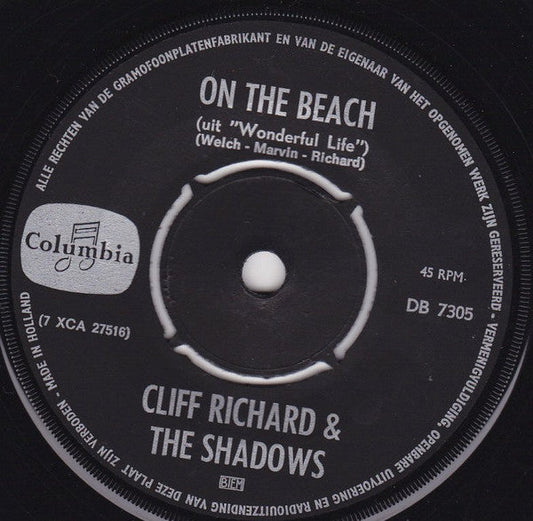 ALLE RECHTEN VAN DE GRAMOFOONPLATENFABRIKANT EN VAN DE EIGENAAR VAN HET OPGENOMEN WERK ZIJN GERESERVEERD - VERMENIGVULDIGING, OPENBARE UITVOERING EN RADIOUITZENDING VAN DEZE PLAAT ZIJN VERBODEN - MADE IN HOLLAND
ON THE BEACH
(uit "Wonderful Life")
(Welch - Marvin - Richard)
Columbia
45 RPM.
DB 7305
(7 XCA 27516)
CLIFF RICHARD &
THE SHADOWS
BIEM